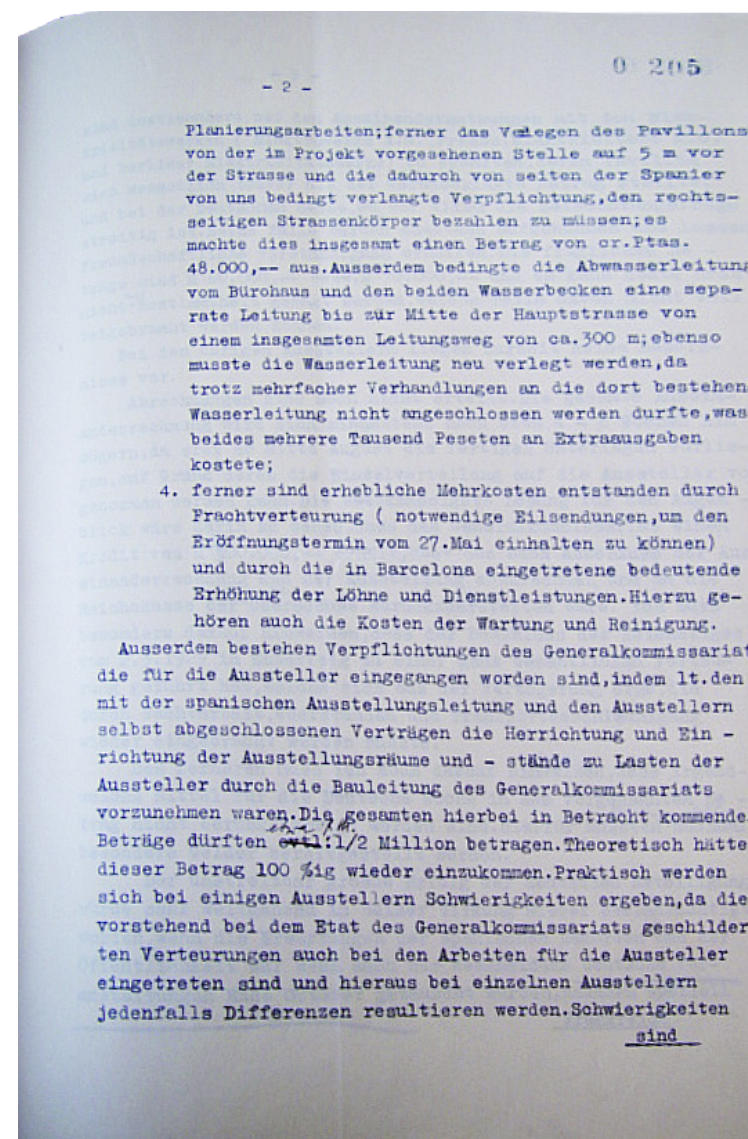 0 205
- 2 -
Planierungsarbeiten;ferner das Velegen des Pavillons
von der im Projekt vorgesehenen Stelle auf 5 m vor
der Strasse und die dadurch von seiten der Spanier
von uns bedingt verlangte Verpflichtung,den rechts-
seitigen Strassenkörper bezahlen zu müssen;es
machte dies insgesamt einen Betrag von cr.Ptas.
48.000,-- aus.Ausserdem bedingte die Abwasserleitung
vom Bürohaus und den beiden Wasserbecken eine sepa-
rate Leitung bis zur Mitte der Hauptstrasse von
einem insgesamten Leitungsweg von ca.300 m;ebenso
musste die Wasserleitung neu verlegt werden,da
trotz mehrfacher Verhandlungen an die dort bestehen
Wasserleitung nicht angeschlossen werden durfte,was
beides mehrere Tausend Peseten an Extraausgaben
kostete;
4. ferner sind erhebliche Mehrkosten entstanden durch
Frachtverteurung ( notwendige Eilsendungen,um den
Eröffnungstermin vom 27.Mai einhalten zu können)
und durch die in Barcelona eingetretene bedeutende
Erhöhung der Löhne und Dienstleistungen.Hierzu ge-
hören auch die Kosten der Wartung und Reinigung.
Ausserdem bestehen Verpflichtungen des Generalkommissariat
die für die Aussteller eingegangen worden sind,indem lt.den
mit der spanischen Ausstellungsleitung und den Ausstellern
selbst abgeschlossenen Verträgen die Herrichtung und Ein -
richtung der Ausstellungsräume und - stände zu Lasten der
Aussteller durch die Bauleitung des Generalkommissariats
vorzunehmen waren.Die gesamten hierbei in Betracht kommende
etwa RM.
Beträge dürften evtl.1/2 Million betragen.Theoretisch hätte
dieser Betrag 100 %ig wieder einzukommen.Praktisch werden
sich bei einigen Ausstellern Schwierigkeiten ergeben,da die
vorstehend bei dem Etat des Generalkommissariats geschilder
ten Verteurungen auch bei den Arbeiten für die Aussteller
eingetreten sind und hieraus bei einzelnen Ausstellern
jedenfalls Differenzen resultieren werden.Schwierigkeiten
sind